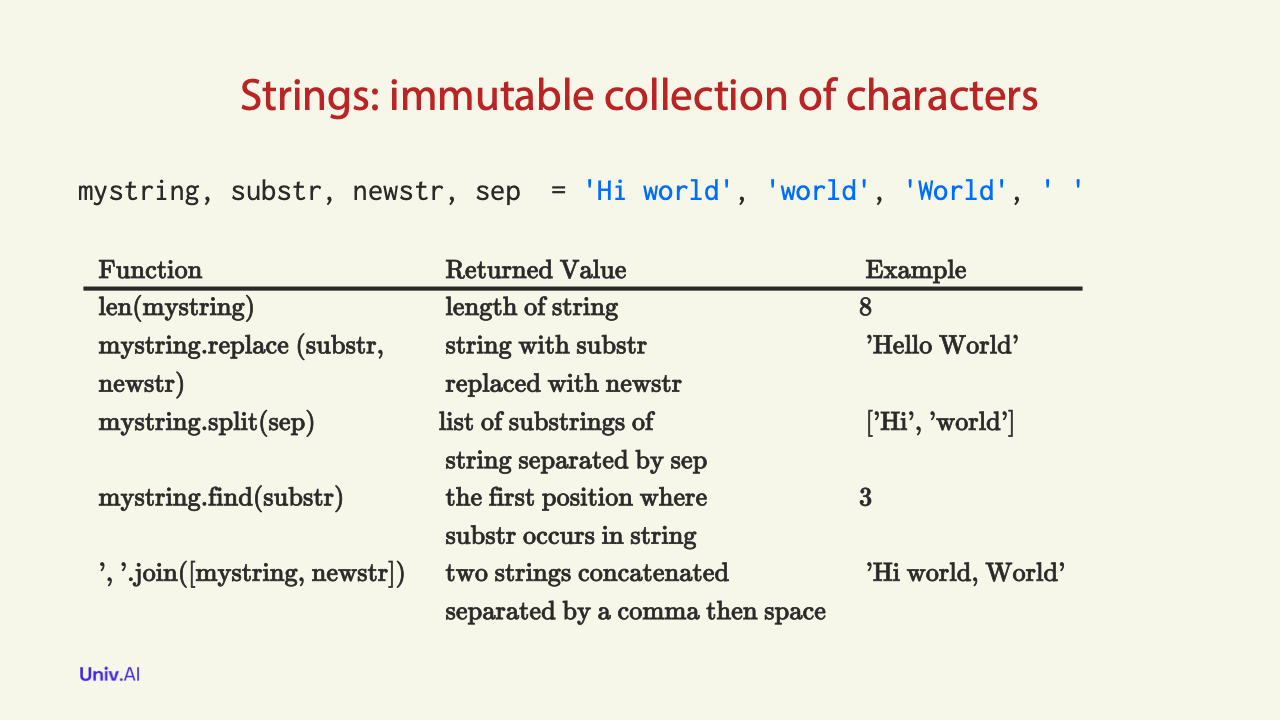 Strings: immutable collection of characters
mystring, substr, newstr, sep  = 'Hi world', 'world', 'World', ' '
Function Returned Value Example
len(mystring) length of string 8
mystring.replace (substr, string with substr ’Hello World’
newstr) replaced with newstr
mystring.split(sep) list of substrings of [’Hi’, ’world’]
string separated by sep
mystring.find(substr) the first position where 3
substr occurs in string
’, ’.join([mystring, newstr]) two strings concatenated ’Hi world, World’
separated by a comma then space
Univ.AI